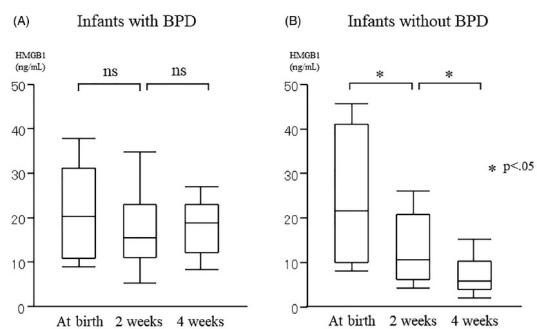 (A) Infants with BPD
HMGB1
(ng/mL)
ns ns
50
40
30
20
10
0
At birth 2 weeks 4 weeks
(B) Infants without BPD
HMGB1
(ng/mL)
* *
50
40
30
20
10
0
* p<.05
At birth 2 weeks 4 weeks